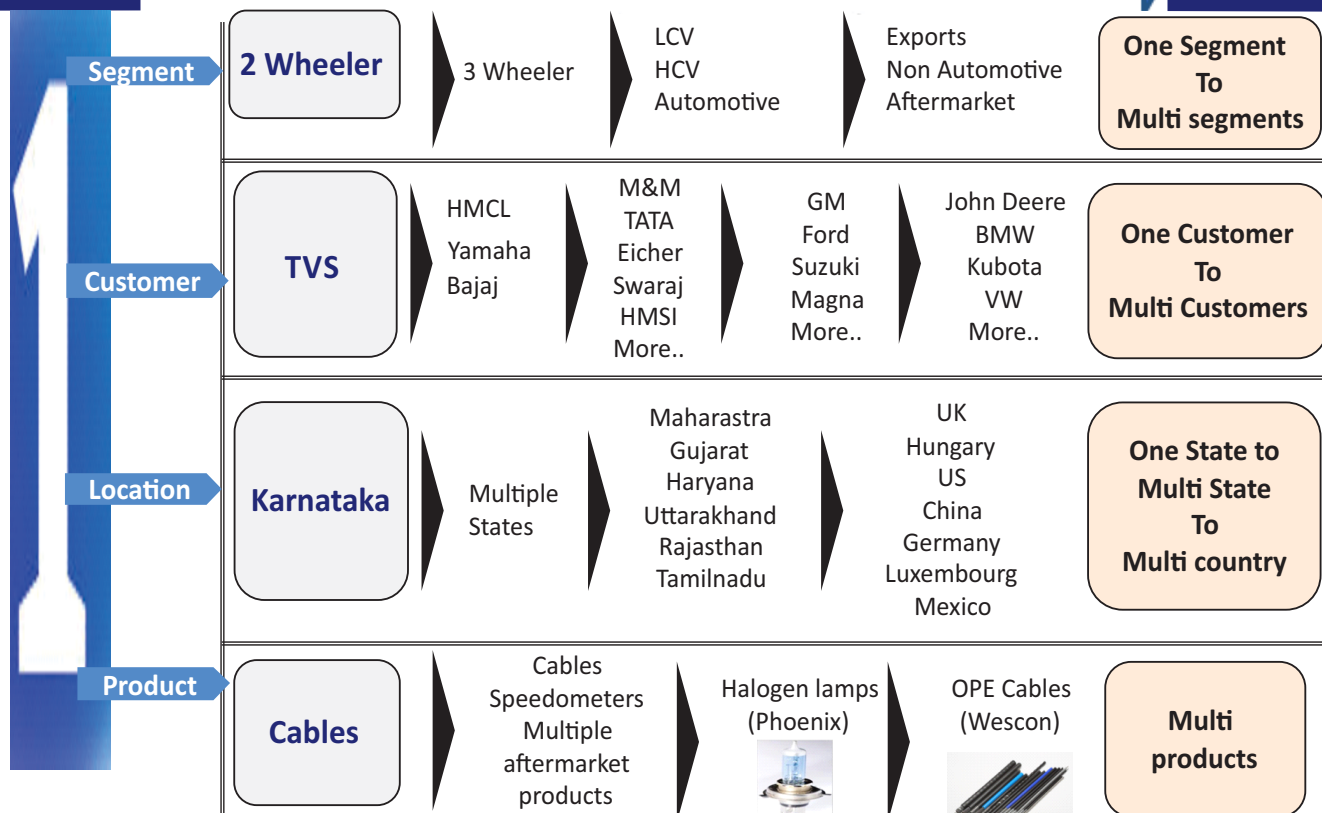 Segment
2 Wheeler
3 Wheeler
LCV
HCV
Automotive
Exports
Non Automotive
Aftermarket
One Segment
To
Multi segments
Customer
TVS
HMCL
Yamaha
Bajaj
M&M
TATA
Eicher
Swaraj
HMSI
More..
GM
Ford
Suzuki
Magna
More..
John Deere
BMW
Kubota
VW
More..
One Customer
To
Multi Customers
Location
Karnataka
Multiple
States
Maharastra
Gujarat
Haryana
Uttarakhand
Rajasthan
Tamilnadu
UK
Hungary
US
China
Germany
Luxembourg
Mexico
One State to
Multi State
To
Multi country
Product
Cables
Cables
Speedometers
Multiple
aftermarket
products
Halogen lamps
(Phoenix)
OPE Cables
(Wescon)
Multi
products
1